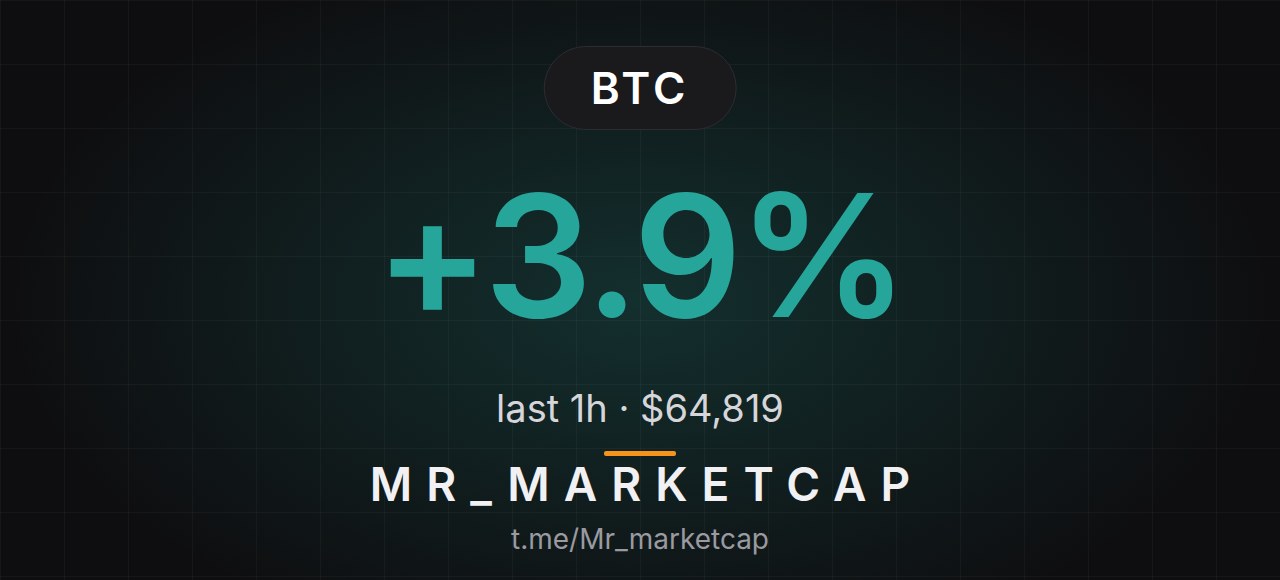 BTC
+3.9%
last 1h · $64,819
MR_MARKETCAP
t.me/Mr_marketcap